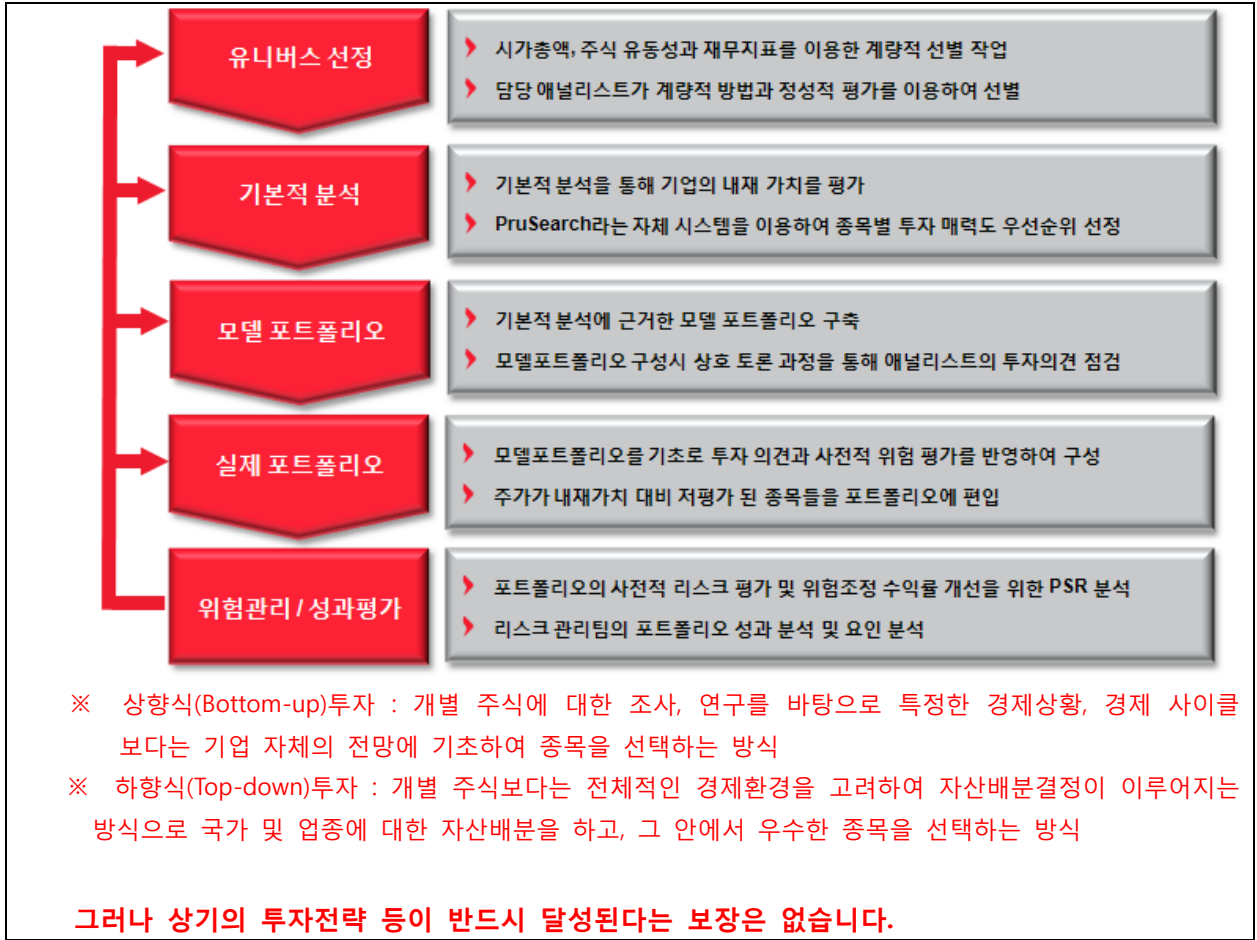 유니버스 선정
시가총액, 주식 유동성과 재무지표를 이용한 계량적 선별 작업
담당 애널리스트가 계량적 방법과 정성적 평가를 이용하여 선별
기본적 분석
기본적 분석을 통해 기업의 내재 가치를 평가
PruSearch라는 자체 시스템을 이용하여 종목별 투자 매력도 우선순위 선정
모델 포트폴리오
기본적 분석에 근거한 모델 포트폴리오 구축
모델포트폴리오 구성시 상호 토론 과정을 통해 애널리스트의 투자의견 점검
실제 포트폴리오
모델포트폴리오를 기초로 투자 의견과 사전적 위험 평가를 반영하여 구성
주가가 내재가치 대비 저평가 된 종목들을 포트폴리오에 편입
위험관리 / 성과평가
포트폴리오의 사전적 리스크 평가 및 위험조정 수익률 개선을 위한 PSR 분석
리스크 관리팀의 포트폴리오 성과 분석 및 요인 분석
※ 상향식(Bottom-up)투자 : 개별 주식에 대한 조사, 연구를 바탕으로 특정한 경제상황, 경제 사이클
보다는 기업 자체의 전망에 기초하여 종목을 선택하는 방식
※ 하향식(Top-down)투자 : 개별 주식보다는 전체적인 경제환경을 고려하여 자산배분결정이 이루어지는
방식으로 국가 및 업종에 대한 자산배분을 하고, 그 안에서 우수한 종목을 선택하는 방식
그러나 상기의 투자전략 등이 반드시 달성된다는 보장은 없습니다.